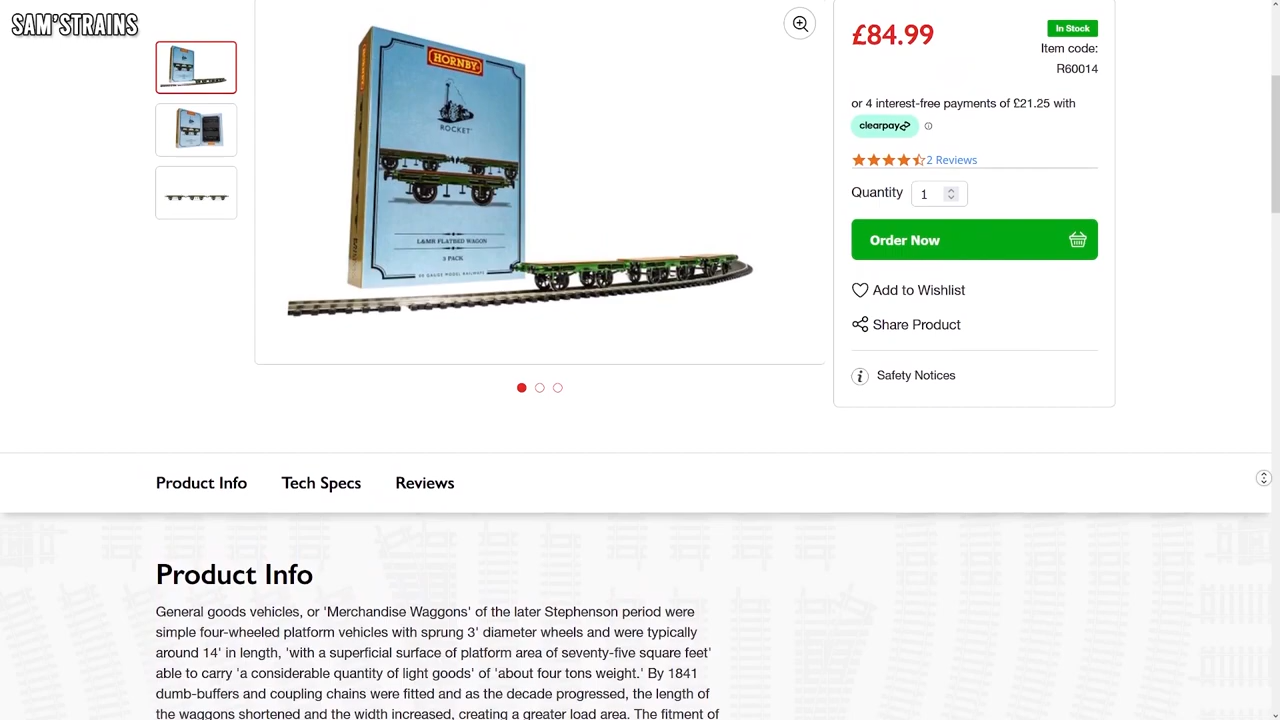 SAM'STRAINS
HORNBY
ROCKET
L&MR FLATBED WAGON
3 PACK
OO GAUGE MODEL RAILWAYS
£84.99
In Stock
Item code:
R60014
or 4 interest-free payments of £21.25 with
clearpay
2 Reviews
Quantity
1
Order Now
Add to Wishlist
Share Product
Safety Notices
Product Info Tech Specs Reviews
Product Info
General goods vehicles, or 'Merchandise Waggons' of the later Stephenson period were
simple four-wheeled platform vehicles with sprung 3' diameter wheels and were typically
around 14' in length, 'with a superficial surface of platform area of seventy-five square feet'
able to carry 'a considerable quantity of light goods' of 'about four tons weight.' By 1841
dumb-buffers and coupling chains were fitted and as the decade progressed, the length of
the waggons shortened and the width increased, creating a greater load area. The fitment of